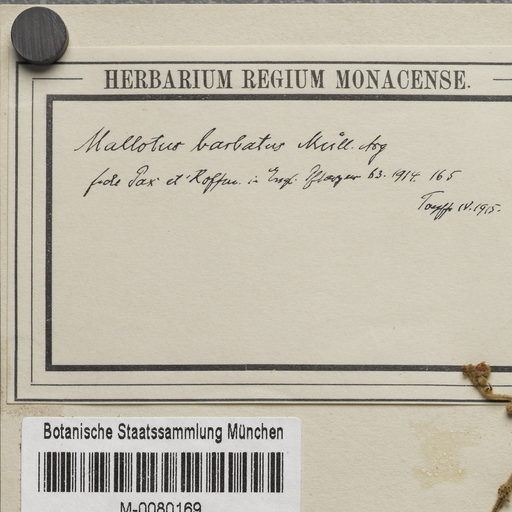 HERBARIUM REGIUM MONACENSE.
Mallotus barbatus Müll. Arg
fide Pax et Hoffm. in Engl. Pflanzenr 63. 1914. 165
IV. 1915.
Botanische Staatssammlung München
M-0080169